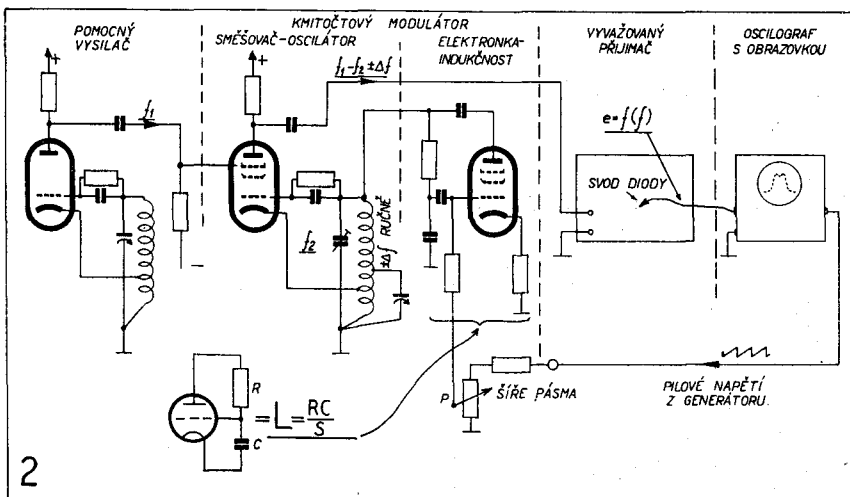 POMOCNÝ
VYSILAČ
KMITOČTOVÝ MODULÁTOR
SMĚŠOVAČ-OSCILÁTOR
ELEKTRONKA-
INDUKČNOST
VYVAŽOVANÝ
PŘIJIMAČ
OSCILOGRAF
S OBRAZOVKOU
+
+
f1
f1-f2±Δf
e=f(f)
SVOD DIODY
f2
±Δf RUČNĚ
R
C
= L = RC/S
P
ŠÍŘE PÁSMA
PILOVÉ NAPĚTÍ
Z GENERÁTORU.
2